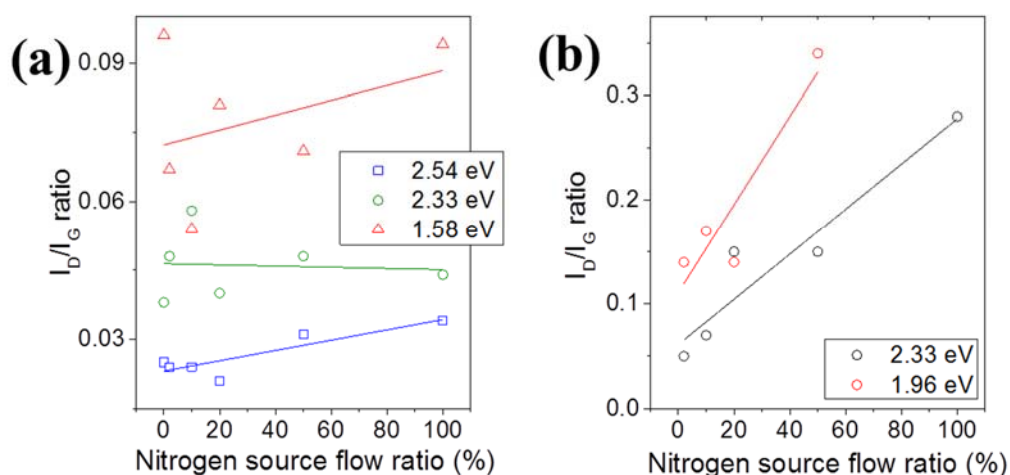 (a)
0.09
0.06
0.03
I_D/I_G ratio
2.54 eV
2.33 eV
1.58 eV
0 20 40 60 80 100
Nitrogen source flow ratio (%)
(b)
0.3
0.2
0.1
0.0
I_D/I_G ratio
2.33 eV
1.96 eV
0 20 40 60 80 100
Nitrogen source flow ratio (%)